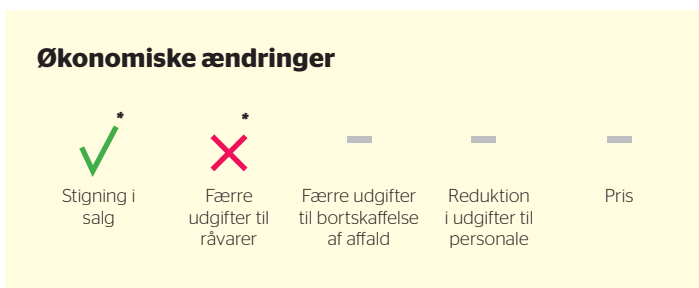 Økonomiske ændringer
* *
Stigning i
salg
Færre
udgifter til
råvarer
Færre udgifter
til bortskaffelse
af affald
Reduktion
i udgifter til
personale
Pris